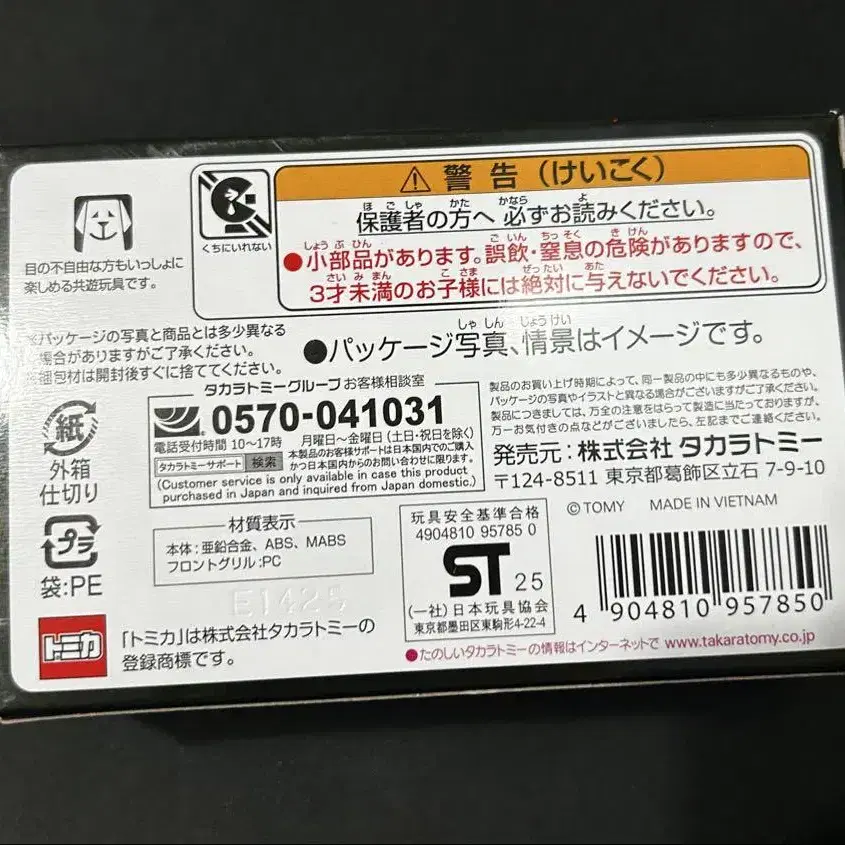 目の不自由な方もいっしょに
楽しめる共遊玩具です。
くちにいれない
警告(けいこく)
保護者の方へ 必ずお読みください。
●小部品があります。誤飲・窒息の危険がありますので、
3才未満のお子様には絶対に与えないでください。
※パッケージの写真と商品とは多少異なる
場合がありますがご了承ください。
※梱包材は開封後すぐに捨ててください。
●パッケージ写真、情景はイメージです。
紙
外箱
仕切り
プラ
袋:PE
タカラトミーグループお客様相談室
0570-041031
電話受付時間 10〜17時 月曜日〜金曜日(土・日・祝日を除く)
タカラトミーサポート 検索
本製品のお客様サポートは日本国内でのご購入
かつ日本国内からのお問い合わせに限ります。
(Customer service is only available in case this product
purchased in Japan and inquired from Japan domestic.)
製品のお買い上げ時期によって、同一製品の中にも多少異なるものや、
パッケージの写真やイラストと異なる場合がございますがご了承ください。
製品につきましては、万全の注意をはらって製造に当たっておりますが、
万一お気付きの点などがございましたら、左記までご連絡ください。
発売元:株式会社 タカラトミー
〒124-8511 東京都葛飾区立石 7-9-10
© TOMY MADE IN VIETNAM
材質表示
本体:亜鉛合金、ABS、MABS
フロントグリル:PC
E1425
玩具安全基準合格
4904810 95785 0
ST 25
(一社)日本玩具協会
東京都墨田区東駒形4-22-4
4 904810 957850
トミカ
「トミカ」は株式会社タカラトミーの
登録商標です。
●たのしいタカラトミーの情報はインターネットで www.takaratomy.co.jp